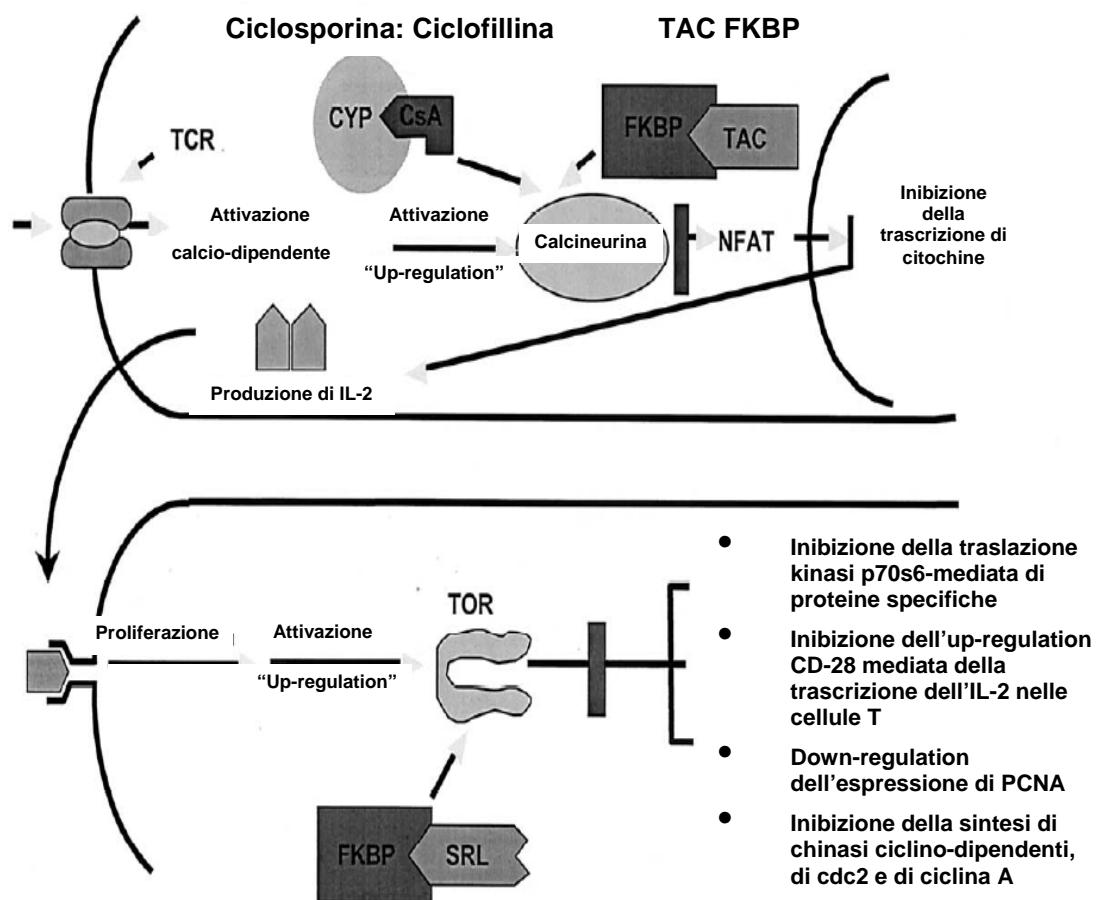 Ciclosporina: Ciclofillina
TAC FKBP
CYP
CsA
FKBP
TAC
TCR
Attivazione
calcio-dipendente
Attivazione
“Up-regulation”
Calcineurina
NFAT
Inibizione
della
trascrizione di
citochine
Produzione di IL-2
Proliferazione
Attivazione
“Up-regulation”
TOR
FKBP
SRL
• Inibizione della traslazione
kinasi p70s6-mediata di
proteine specifiche
• Inibizione dell’up-regulation
CD-28 mediata della
trascrizione dell’IL-2 nelle
cellule T
• Down-regulation
dell’espressione di PCNA
• Inibizione della sintesi di
chinasi ciclino-dipendenti,
di cdc2 e di ciclina A